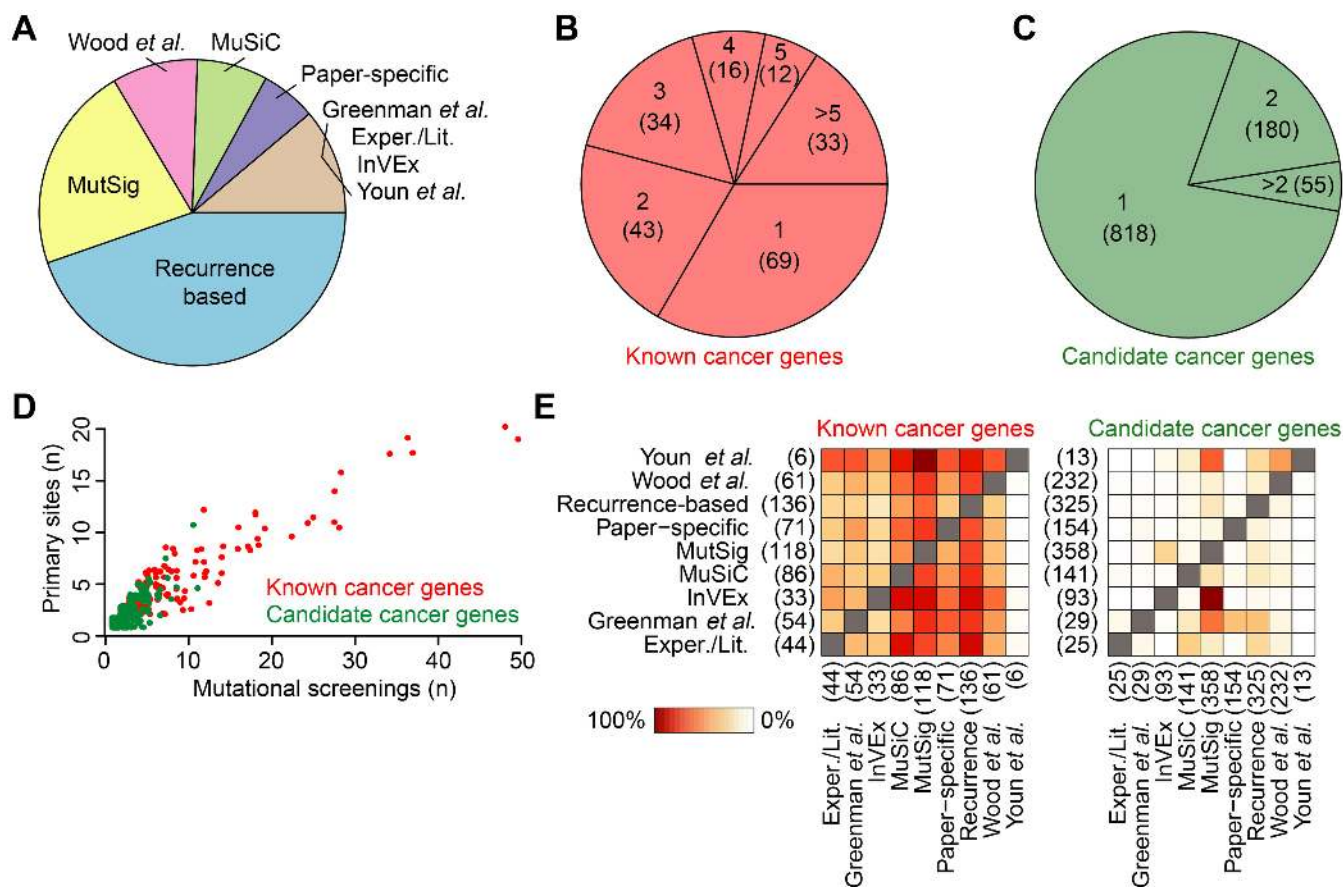 A
Wood et al.
MuSiC
Paper-specific
Greenman et al.
Exper./Lit.
InVEx
Youn et al.
MutSig
Recurrence
based
B
4
(16)
5
(12)
3
(34)
>5
(33)
2
(43)
1
(69)
Known cancer genes
C
2
(180)
>2 (55)
1
(818)
Candidate cancer genes
D
Primary sites (n)
20
15
10
5
0
Known cancer genes
Candidate cancer genes
0 10 20 30 40 50
Mutational screenings (n)
E
Known cancer genes
Candidate cancer genes
Youn et al. (6)
Wood et al. (61)
Recurrence-based (136)
Paper-specific (71)
MutSig (118)
MuSiC (86)
InVEx (33)
Greenman et al. (54)
Exper./Lit. (44)
(13)
(232)
(325)
(154)
(358)
(141)
(93)
(29)
(25)
100%
0%
Exper./Lit. (44)
Greenman et al. (54)
InVEx (33)
MuSiC (86)
MutSig (118)
Paper-specific (71)
Recurrence (136)
Wood et al. (61)
Youn et al. (6)
Exper./Lit. (25)
Greenman et al. (29)
InVEx (93)
MuSiC (141)
MutSig (358)
Paper-specific (154)
Recurrence (325)
Wood et al. (232)
Youn et al. (13)